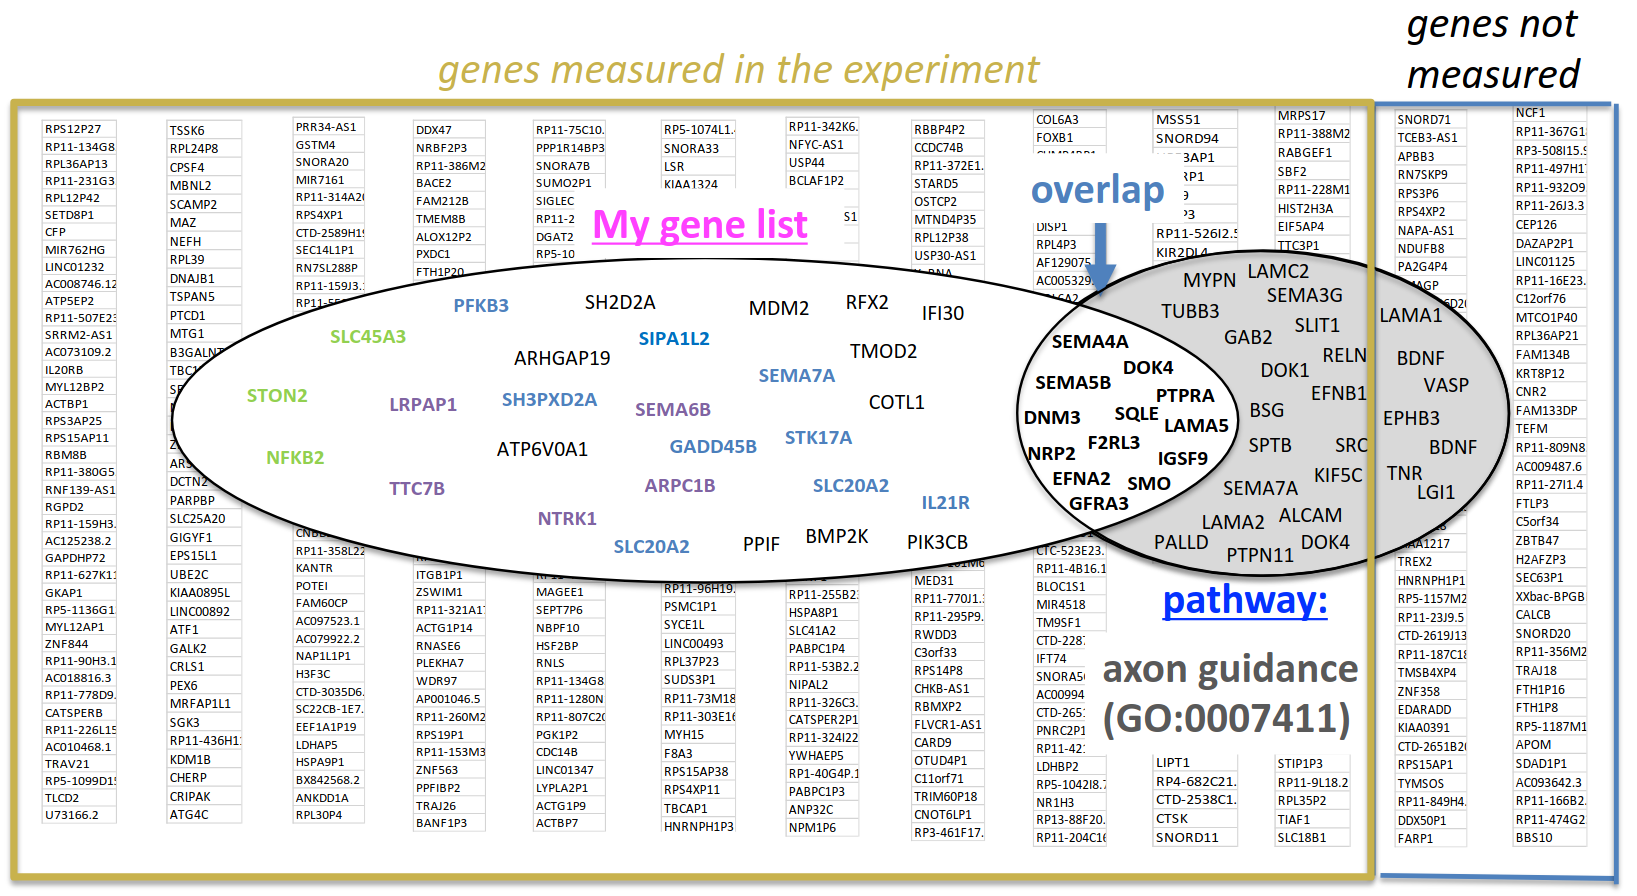 genes not
measured
genes measured in the experiment
RPS12P27
RP11-134G8
RPL36AP13
RP11-231G3
RPL12P42
SETD8P1
CFP
MIR762HG
LINC01232
AC008746.12
ATP5EP2
RP11-507E23
SRRM2-AS1
AC073109.2
IL20RB
MYL12BP2
ACTBP1
RPS3AP25
RPS15AP11
RBM8B
RP11-380G5
RNF139-AS1
RGPD2
RP11-159H3.
AC125238.2
GAPDHP72
RP11-627K11
GKAP1
RP5-1136G1
MYL12AP1
ZNF844
RP11-90H3.1
AC018816.3
RP11-778D9.
CATSPERB
RP11-226L15
AC010468.1
TRAV21
RP5-1099D15
TLCD2
U73166.2
TSSK6
RPL24P8
CPSF4
MBNL2
SCAMP2
MAZ
NEFH
RPL39
DNAJB1
TSPAN5
PTCD1
MTG1
B3GALNT
TBC1
DCTN2
PARPBP
SLC25A20
GIGYF1
EPS15L1
UBE2C
KIAA0895L
LINC00892
ATF1
GALK2
CRLS1
PEX6
MRFAP1L1
SGK3
RP11-436H11
KDM1B
CHERP
CRIPAK
ATG4C
PRR34-AS1
GSTM4
SNORA20
MIR7161
RP11-314A20
RPS4XP1
CTD-2589H19
SEC14L1P1
RN7SL288P
RP11-159J3.
RP11-358L22
KANTR
POTEI
FAM60CP
AC097523.1
AC079922.2
NAP1L1P1
H3F3C
CTD-3035D6.
SC22CB-1E7.
EEF1A1P19
LDHAP5
HSPA9P1
BX842568.2
ANKDD1A
RPL30P4
DDX47
NRBF2P3
RP11-386M2
BACE2
FAM212B
TMEM8B
ALOX12P2
PXDC1
FTH1P20
ITGB1P1
ZSWIM1
RP11-321A17
ACTG1P14
RNASE6
PLEKHA7
WDR97
AP001046.5
RP11-260M2
RPS19P1
RP11-153M3
ZNF563
PPFIBP2
TRAJ26
BANF1P3
RP11-75C10.
PPP1R14BP3
SNORA7B
SUMO2P1
SIGLEC
RP11-2
DGAT2
RP5-10
MAGEE1
SEPT7P6
NBPF10
HSF2BP
RNLS
RP11-134G8
RP11-1280N
RP11-807C20
PGK1P2
CDC14B
LINC01347
LYPLA2P1
ACTG1P9
ACTBP7
RP5-1074L1.
SNORA33
LSR
KIAA1324
RP11-96H19.
PSMC1P1
SYCE1L
LINC00493
RPL37P23
SUDS3P1
RP11-73M18
RP11-303E16
MYH15
F8A3
RPS15AP38
RPS4XP11
TBCAP1
HNRNPH1P3
RP11-342K6.
NFYC-AS1
USP44
BCLAF1P2
S1
RP11-255B2
HSPA8P1
SLC41A2
PABPC1P4
RP11-53B2.2
NIPAL2
RP11-326C3.
CATSPER2P1
RP11-324I22
YWHAEP5
RP1-40G4P.1
PABPC1P3
ANP32C
NPM1P6
RBBP4P2
CCDC74B
RP11-372E1.
STARD5
OSTCP2
MTND4P35
RPL12P38
USP30-AS1
MED31
RP11-770J1.
RP11-295P9.
RWDD3
C3orf33
RPS14P8
CHKB-AS1
RBMXP2
FLVCR1-AS1
CARD9
OTUD4P1
C11orf71
TRIM60P18
CNOT6LP1
RP3-461F17.
COL6A3
FOXB1
DISP1
RPL4P3
AF129075.
AC005329.
CTC-523E23.
RP11-4B16.1
BLOC1S1
MIR4518
TM9SF1
CTD-2287
IFT74
SNORA50
AC00994
CTD-265
PNRC2P1
RP11-421
LDHBP2
RP5-1042I8.7
NR1H3
RP13-88F20.
RP11-204C16
MSS51
SNORD94
RP11-526I2.5
KIR2DL4
LIPT1
RP4-682C21.
CTD-2538C1.
CTSK
SNORD11
MRPS17
RP11-388M2
RABGEF1
SBF2
RP11-228M1
HIST2H3A
EIF5AP4
TTC3P1
STIP1P3
RP11-9L18.2
RPL35P2
TIAF1
SLC18B1
SNORD71
TCEB3-AS1
APBB3
RN7SKP9
RPS3P6
RPS4XP2
NAPA-AS1
NDUFB8
PA2G4P4
TREX2
HNRNPH1P1
RP5-1157M2
RP11-23J9.5
CTD-2619J13
RP11-187C18
TMSB4XP4
ZNF358
EDARADD
KIAA0391
CTD-2651B20
RPS15AP1
TYMSOS
RP11-849H4.
DDX50P1
FARP1
NCF1
RP11-367G1
RP3-508I15.9
RP11-497H1
RP11-932O9
RP11-26J3.3
CEP126
DAZAP2P1
LINC01125
RP11-16E23.
C12orf76
MTCO1P40
RPL36AP21
FAM134B
KRT8P12
CNR2
FAM133DP
TEFM
RP11-809N8
AC009487.6
RP11-27I1.4
FTLP3
C5orf34
ZBTB47
H2AFZP3
SEC63P1
XXbac-BPGB
CALCB
SNORD20
RP11-356M2
TRAJ18
FTH1P16
FTH1P8
RP5-1187M1
APOM
SDAD1P1
AC093642.3
RP11-166B2.
RP11-474G2
BBS10
My gene list
overlap
PFKB3
SH2D2A
MDM2
RFX2
IFI30
SLC45A3
SIPA1L2
ARHGAP19
TMOD2
SEMA7A
STON2
LRPAP1
SH3PXD2A
SEMA6B
COTL1
ATP6V0A1
GADD45B
STK17A
NFKB2
TTC7B
ARPC1B
SLC20A2
IL21R
NTRK1
SLC20A2
PPIF
BMP2K
PIK3CB
SEMA4A
DOK4
SEMA5B
PTPRA
DNM3
SQLE
LAMA5
F2RL3
NRP2
IGSF9
EFNA2
SMO
GFRA3
MYPN
LAMC2
SEMA3G
TUBB3
GAB2
SLIT1
RELN
DOK1
EFNB1
BSG
SPTB
SRC
KIF5C
SEMA7A
LAMA2
ALCAM
PALLD
PTPN11
DOK4
LAMA1
BDNF
VASP
EPHB3
BDNF
TNR
LGI1
pathway:
axon guidance
(GO:0007411)